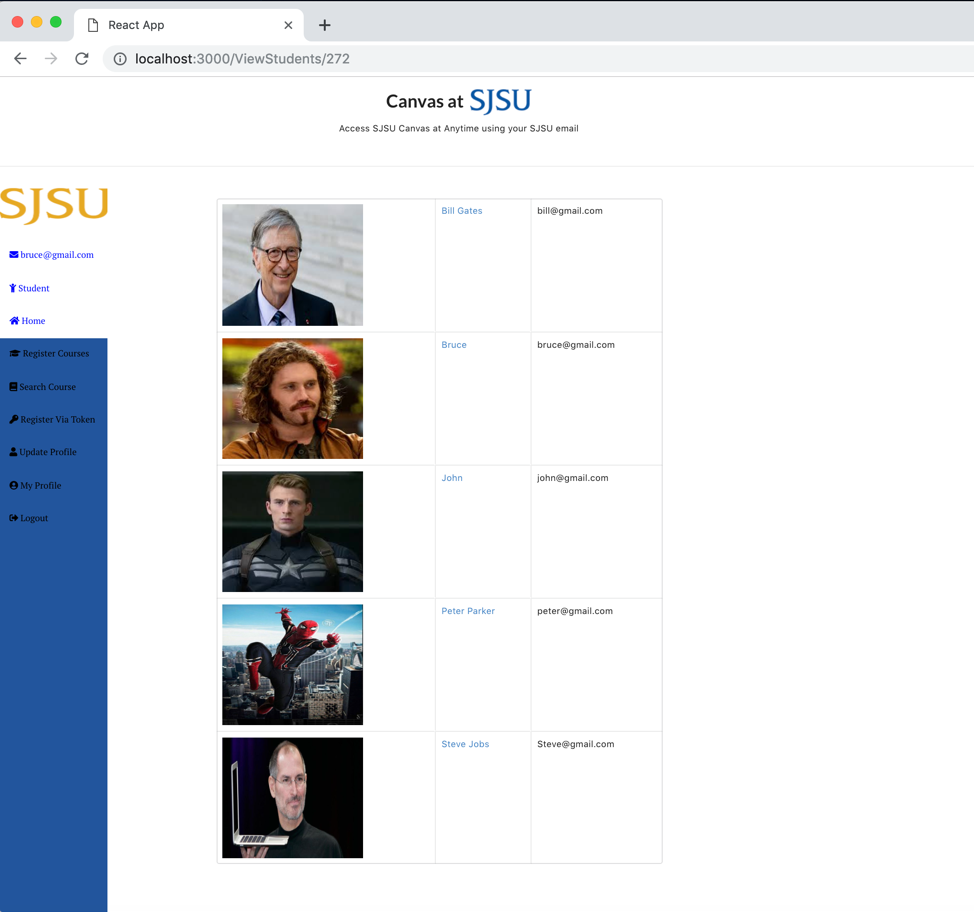 React App
localhost:3000/ViewStudents/272
Canvas at SJSU
Access SJSU Canvas at Anytime using your SJSU email
SJSU
bruce@gmail.com
Student
Home
Register Courses
Search Course
Register Via Token
Update Profile
My Profile
Logout
Bill Gates bill@gmail.com
Bruce bruce@gmail.com
John john@gmail.com
Peter Parker peter@gmail.com
Steve Jobs Steve@gmail.com